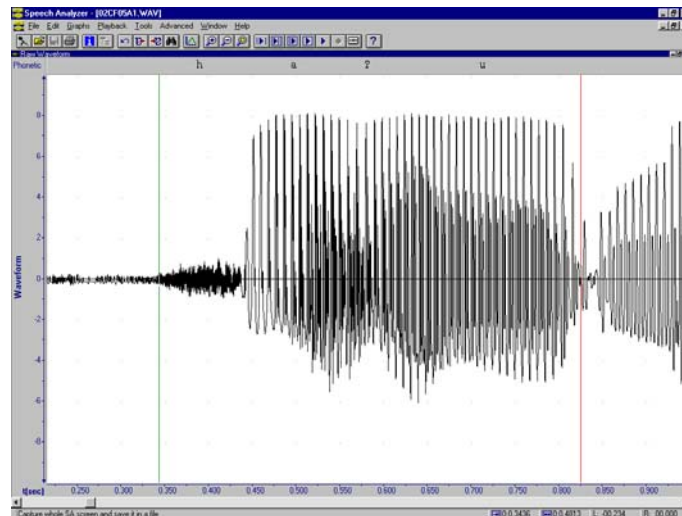 Speech Analyzer - [02CF05A1.WAV]
File Edit Graphs Playback Tools Advanced Window Help
Raw Waveform
Phonetic h a ʔ u
8
6
4
2
0
-2
-4
-6
-8
Waveform
t(sec) 0.250 0.300 0.350 0.400 0.450 0.500 0.550 0.600 0.650 0.700 0.750 0.800 0.850 0.900
Capture whole SA screen and save it in a file